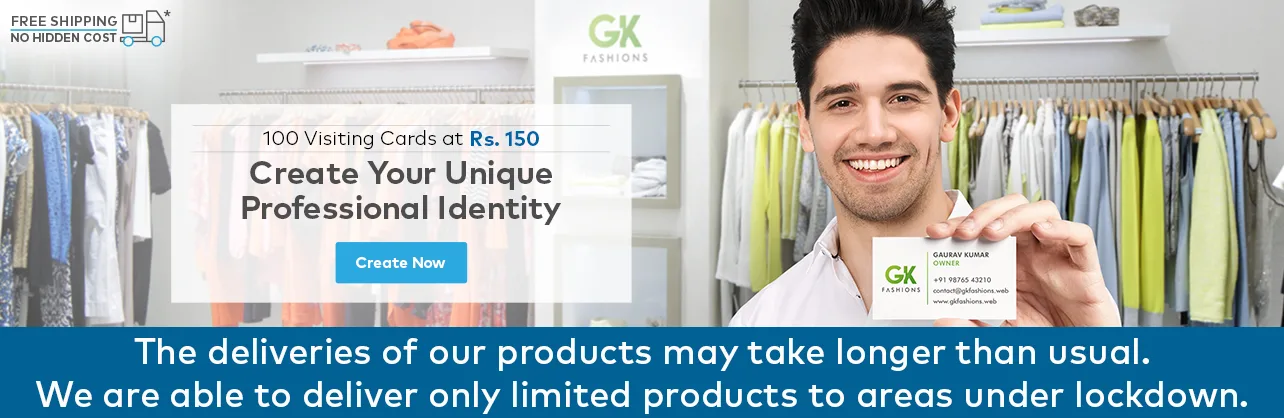 FREE SHIPPING*
NO HIDDEN COST
GK
FASHIONS
100 Visiting Cards at Rs. 150
Create Your Unique
Professional Identity
Create Now
GK
FASHIONS
GAURAV KUMAR
OWNER
+91 98765 43210
contact@gkfashions.web
www.gkfashions.web
The deliveries of our products may take longer than usual.
We are able to deliver only limited products to areas under lockdown.